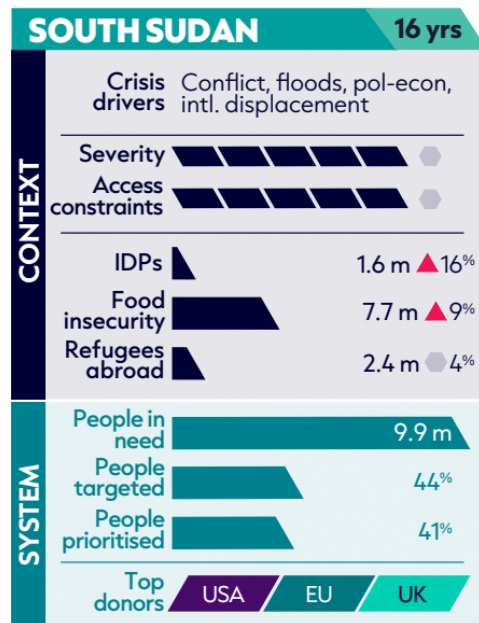 SOUTH SUDAN 16 yrs
CONTEXT
Crisis drivers Conflict, floods, pol-econ, intl. displacement
Severity
Access constraints
IDPs 1.6 m 16%
Food insecurity 7.7 m 9%
Refugees abroad 2.4 m 4%
SYSTEM
People in need 9.9 m
People targeted 44%
People prioritised 41%
Top donors USA EU UK